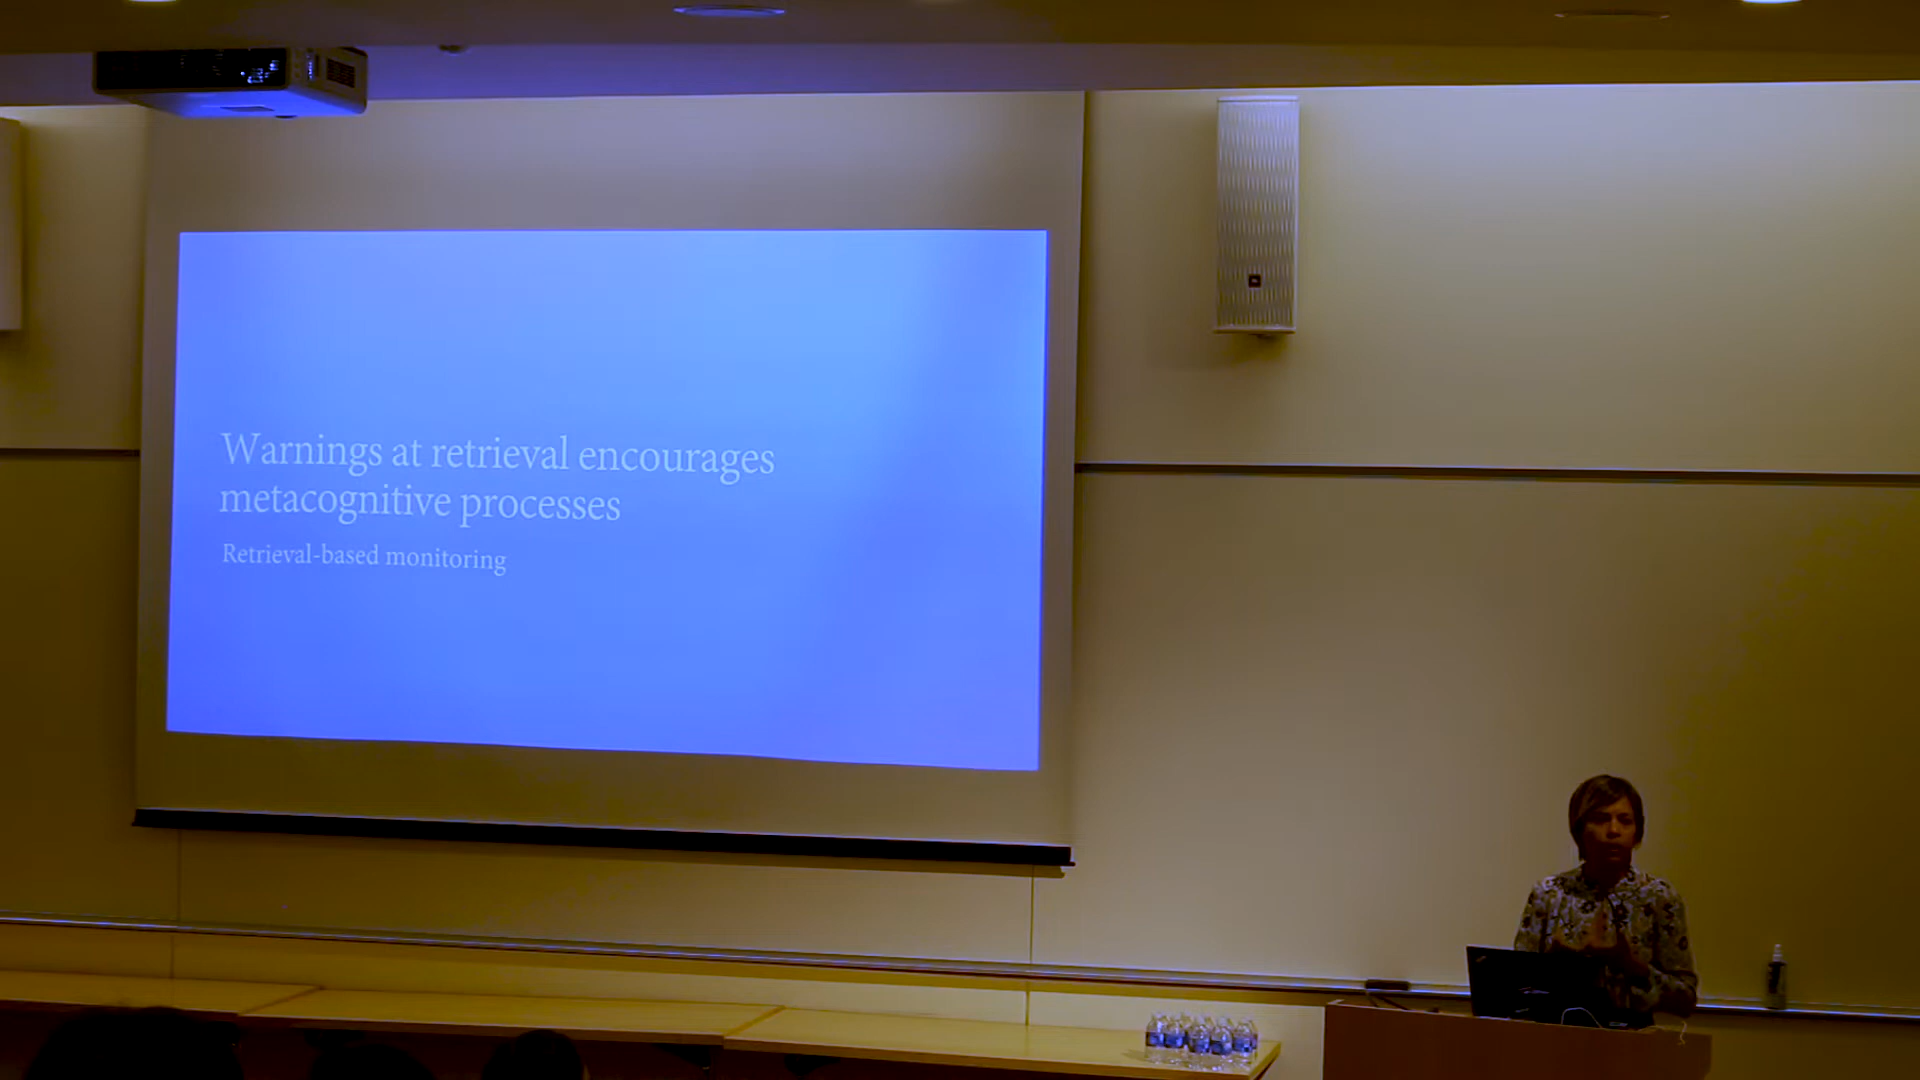 Warnings at retrieval encourages
metacognitive processes
Retrieval-based monitoring